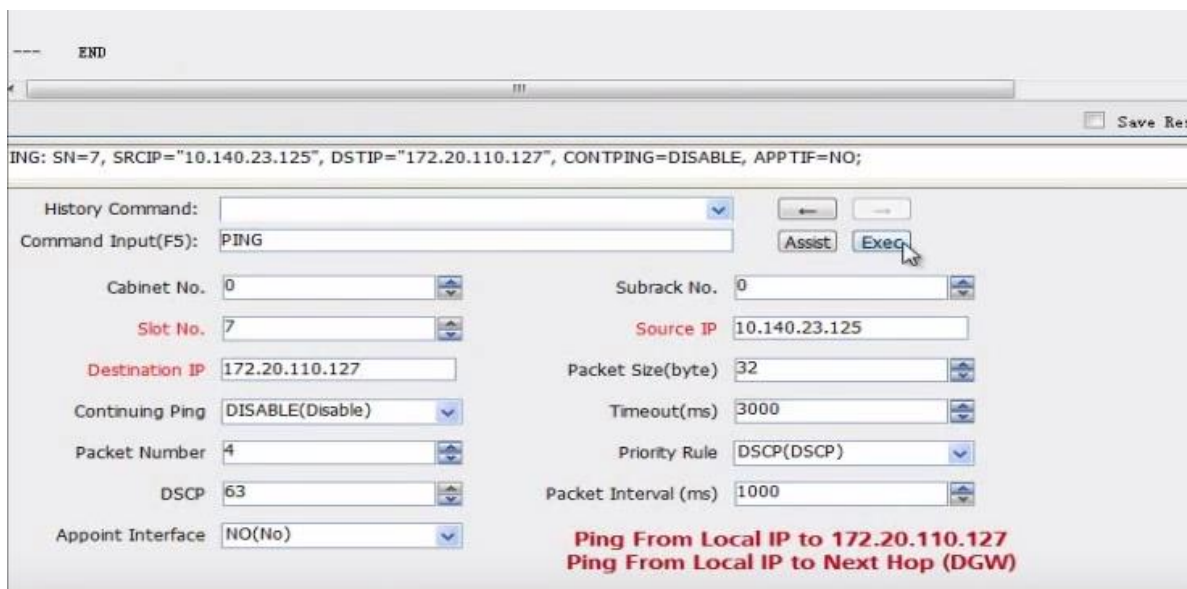 --- END
Save Res
ING: SN=7, SRCIP="10.140.23.125", DSTIP="172.20.110.127", CONTPING=DISABLE, APPTIF=NO;
History Command:
Command Input(F5): PING Assist Exec
Cabinet No. 0 Subrack No. 0
Slot No. 7 Source IP 10.140.23.125
Destination IP 172.20.110.127 Packet Size(byte) 32
Continuing Ping DISABLE(Disable) Timeout(ms) 3000
Packet Number 4 Priority Rule DSCP(DSCP)
DSCP 63 Packet Interval (ms) 1000
Appoint Interface NO(No)
Ping From Local IP to 172.20.110.127
Ping From Local IP to Next Hop (DGW)